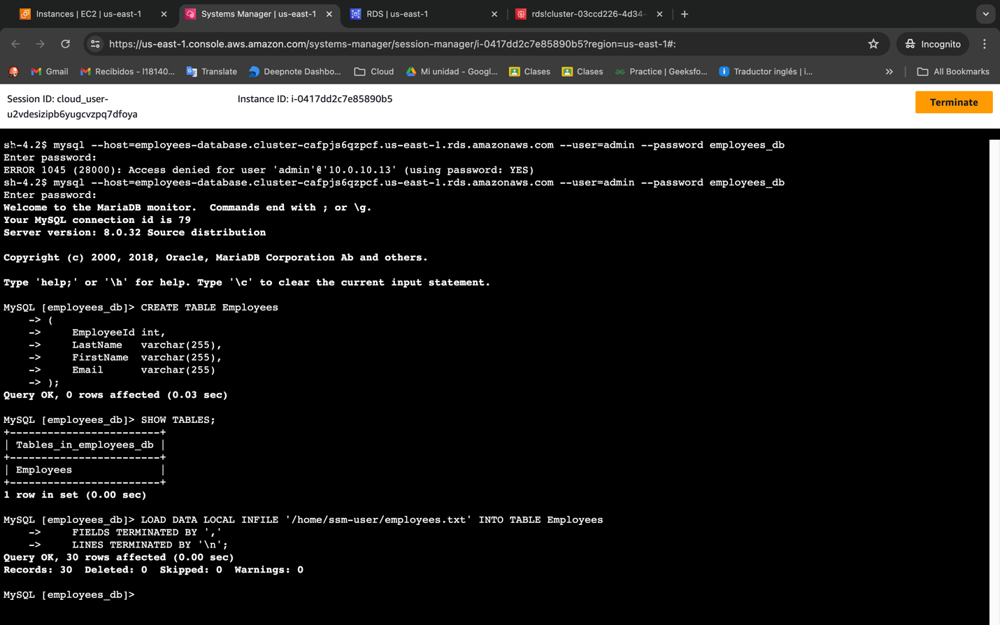 Instances | EC2 | us-east-1
Systems Manager | us-east-1
RDS | us-east-1
rds!cluster-03ccd226-4d34-
https://us-east-1.console.aws.amazon.com/systems-manager/session-manager/i-0417dd2c7e85890b5?region=us-east-1#:
Incognito
Gmail
Recibidos - l18140...
Translate
Deepnote Dashbo...
Cloud
Mi unidad - Googl...
Clases
Clases
Practice | Geeksfo...
Traductor inglés | i...
All Bookmarks
Session ID: cloud_user-
u2vdesizipb6yugcvzpq7dfoya
Instance ID: i-0417dd2c7e85890b5
Terminate
sh-4.2$ mysql --host=employees-database.cluster-cafpjs6qzpcf.us-east-1.rds.amazonaws.com --user=admin --password employees_db
Enter password:
ERROR 1045 (28000): Access denied for user 'admin'@'10.0.10.13' (using password: YES)
sh-4.2$ mysql --host=employees-database.cluster-cafpjs6qzpcf.us-east-1.rds.amazonaws.com --user=admin --password employees_db
Enter password:
Welcome to the MariaDB monitor.  Commands end with ; or \g.
Your MySQL connection id is 79
Server version: 8.0.32 Source distribution
Copyright (c) 2000, 2018, Oracle, MariaDB Corporation Ab and others.
Type 'help;' or '\h' for help. Type '\c' to clear the current input statement.
MySQL [employees_db]> CREATE TABLE Employees
    -> (
    ->     EmployeeId int,
    ->     LastName   varchar(255),
    ->     FirstName  varchar(255),
    ->     Email      varchar(255)
    -> );
Query OK, 0 rows affected (0.03 sec)
MySQL [employees_db]> SHOW TABLES;
+------------------------+
| Tables_in_employees_db |
+------------------------+
| Employees              |
+------------------------+
1 row in set (0.00 sec)
MySQL [employees_db]> LOAD DATA LOCAL INFILE '/home/ssm-user/employees.txt' INTO TABLE Employees
    ->     FIELDS TERMINATED BY ','
    ->     LINES TERMINATED BY '\n';
Query OK, 30 rows affected (0.00 sec)
Records: 30  Deleted: 0  Skipped: 0  Warnings: 0
MySQL [employees_db]>